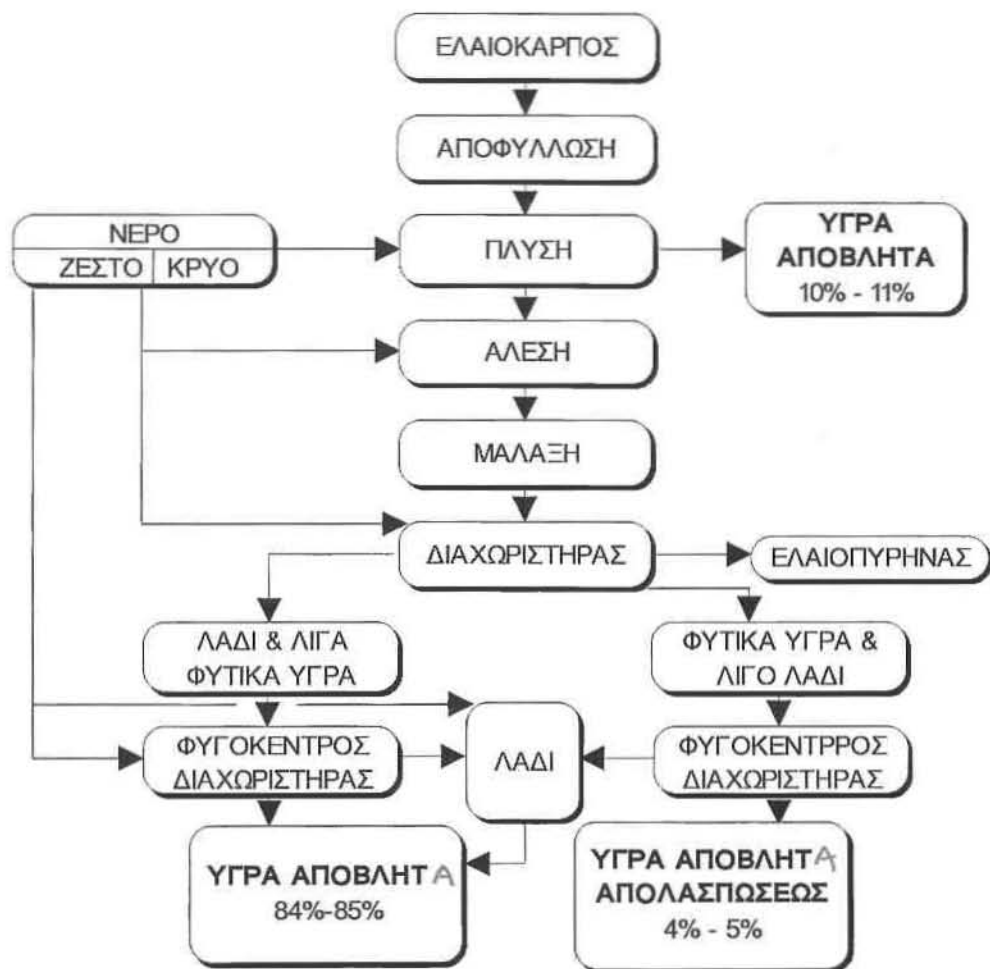 ΕΛΑΙΟΚΑΡΠΟΣ
ΑΠΟΦΥΛΛΩΣΗ
ΝΕΡΟ
ΖΕΣΤΟ ΚΡΥΟ
ΠΛΥΣΗ
ΥΓΡΑ
ΑΠΟΒΛΗΤΑ
10% - 11%
ΑΛΕΣΗ
ΜΑΛΑΞΗ
ΔΙΑΧΩΡΙΣΤΗΡΑΣ
ΕΛΑΙΟΠΥΡΗΝΑΣ
ΛΑΔΙ & ΛΙΓΑ
ΦΥΤΙΚΑ ΥΓΡΑ
ΦΥΤΙΚΑ ΥΓΡΑ &
ΛΙΓΟ ΛΑΔΙ
ΦΥΓΟΚΕΝΤΡΟΣ
ΔΙΑΧΩΡΙΣΤΗΡΑΣ
ΛΑΔΙ
ΦΥΓΟΚΕΝΤΡΡΟΣ
ΔΙΑΧΩΡΙΣΤΗΡΑΣ
ΥΓΡΑ ΑΠΟΒΛΗΤΑ
84%-85%
ΥΓΡΑ ΑΠΟΒΛΗΤΑ
ΑΠΟΛΑΣΠΩΣΕΩΣ
4% - 5%